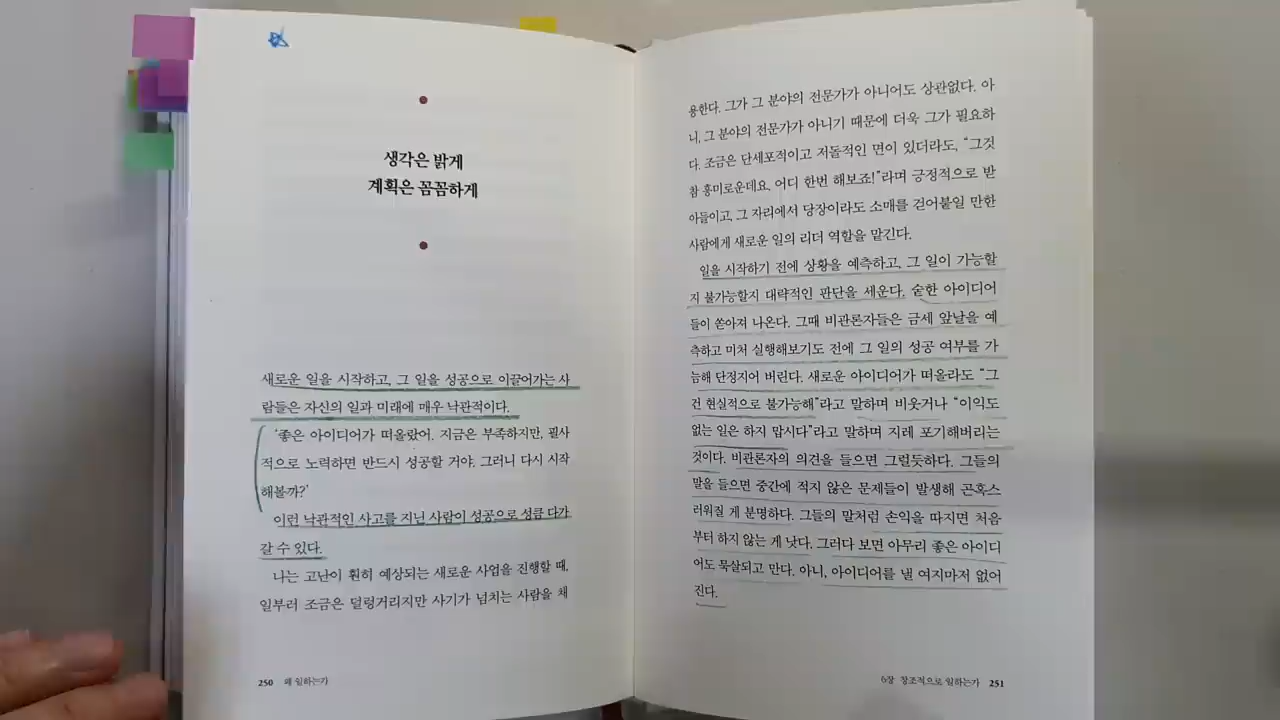 생각은 밝게
계획은 꼼꼼하게
새로운 일을 시작하고, 그 일을 성공으로 이끌어가는 사
람들은 자신의 일과 미래에 매우 낙관적이다.
‘좋은 아이디어가 떠올랐어. 지금은 부족하지만, 필사
적으로 노력하면 반드시 성공할 거야. 그러니 다시 시작
해볼까?’
이런 낙관적인 사고를 지닌 사람이 성공으로 성큼 다가
갈 수 있다.
나는 고난이 훤히 예상되는 새로운 사업을 진행할 때,
일부러 조금은 덜렁거리지만 사기가 넘치는 사람을 채
250 왜 일하는가
용한다. 그가 그 분야의 전문가가 아니어도 상관없다. 아
니, 그 분야의 전문가가 아니기 때문에 더욱 그가 필요하
다. 조금은 단세포적이고 저돌적인 면이 있더라도, “그것
참 흥미로운데요, 어디 한번 해보죠!”라며 긍정적으로 받
아들이고, 그 자리에서 당장이라도 소매를 걷어붙일 만한
사람에게 새로운 일의 리더 역할을 맡긴다.
일을 시작하기 전에 상황을 예측하고, 그 일이 가능할
지 불가능할지 대략적인 판단을 세운다. 숱한 아이디어
들이 쏟아져 나온다. 그때 비관론자들은 금세 앞날을 예
측하고 미처 실행해보기도 전에 그 일의 성공 여부를 가
늠해 단정지어 버린다. 새로운 아이디어가 떠올라도 “그
건 현실적으로 불가능해”라고 말하며 비웃거나 “이익도
없는 일은 하지 맙시다”라고 말하며 지레 포기해버리는
것이다. 비관론자의 의견을 들으면 그럴듯하다. 그들의
말을 들으면 중간에 적지 않은 문제들이 발생해 곤혹스
러워질 게 분명하다. 그들의 말처럼 손익을 따지면 처음
부터 하지 않는 게 낫다. 그러다 보면 아무리 좋은 아이디
어도 묵살되고 만다. 아니, 아이디어를 낼 여지마저 없어
진다.
6장 창조적으로 일하는가 251